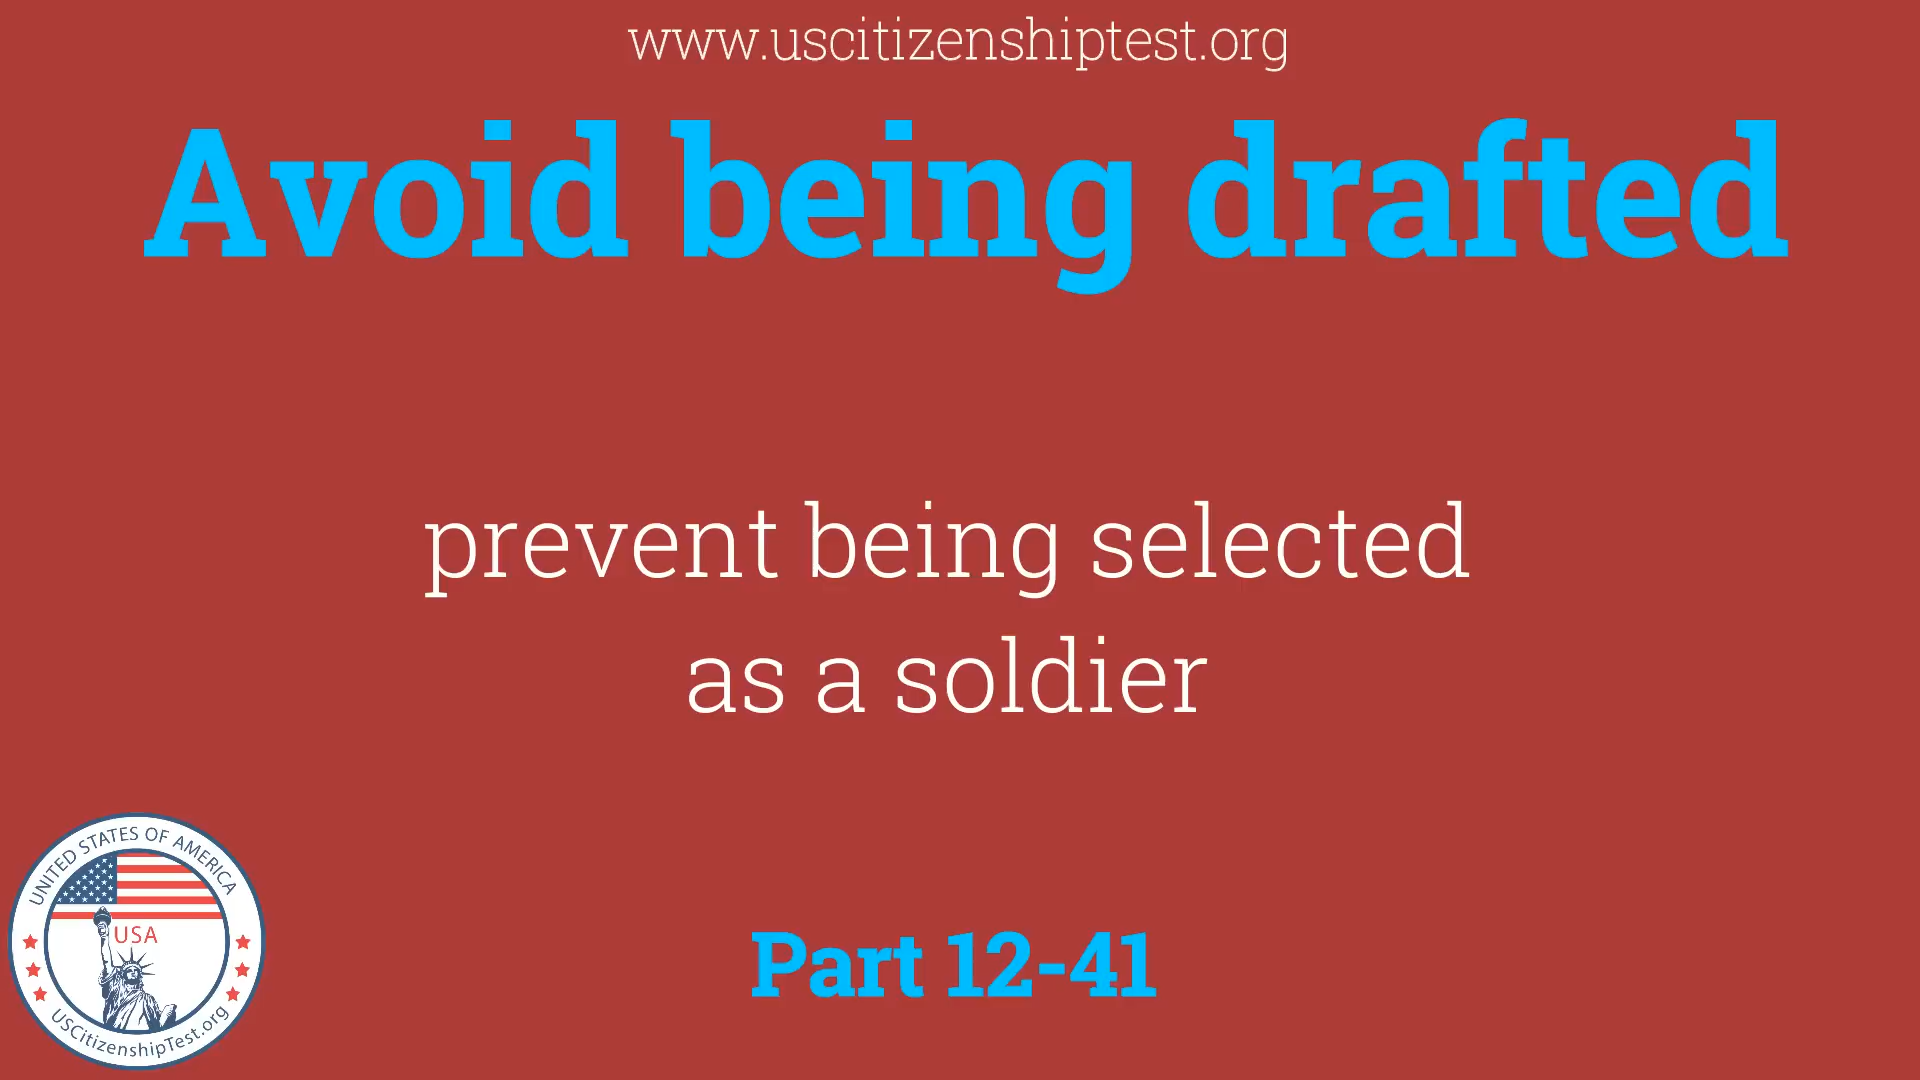 www.uscitizenshiptest.org
Avoid being drafted
prevent being selected
as a soldier
Part 12-41
UNITED STATES OF AMERICA
USA
USCitizenshipTest.org